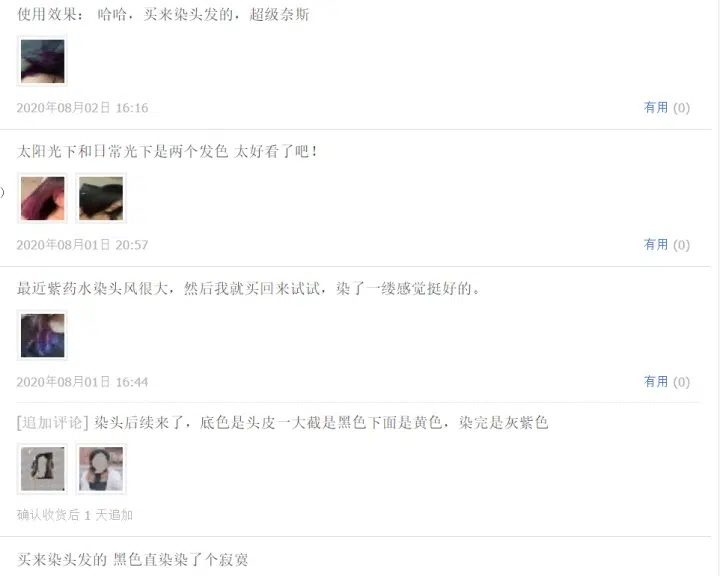 使用效果： 哈哈，买来染头发的，超级奈斯
2020年08月02日 16:16
有用 (0)
太阳光下和日常光下是两个发色 太好看了吧！
)
2020年08月01日 20:57
有用 (0)
最近紫药水染头风很大，然后我就买回来试试，染了一缕感觉挺好的。
2020年08月01日 16:44
有用 (0)
[追加评论] 染头后续来了，底色是头皮一大截是黑色下面是黄色，染完是灰紫色
确认收货后 1 天追加
买来染头发的 黑色直染染了个寂寞